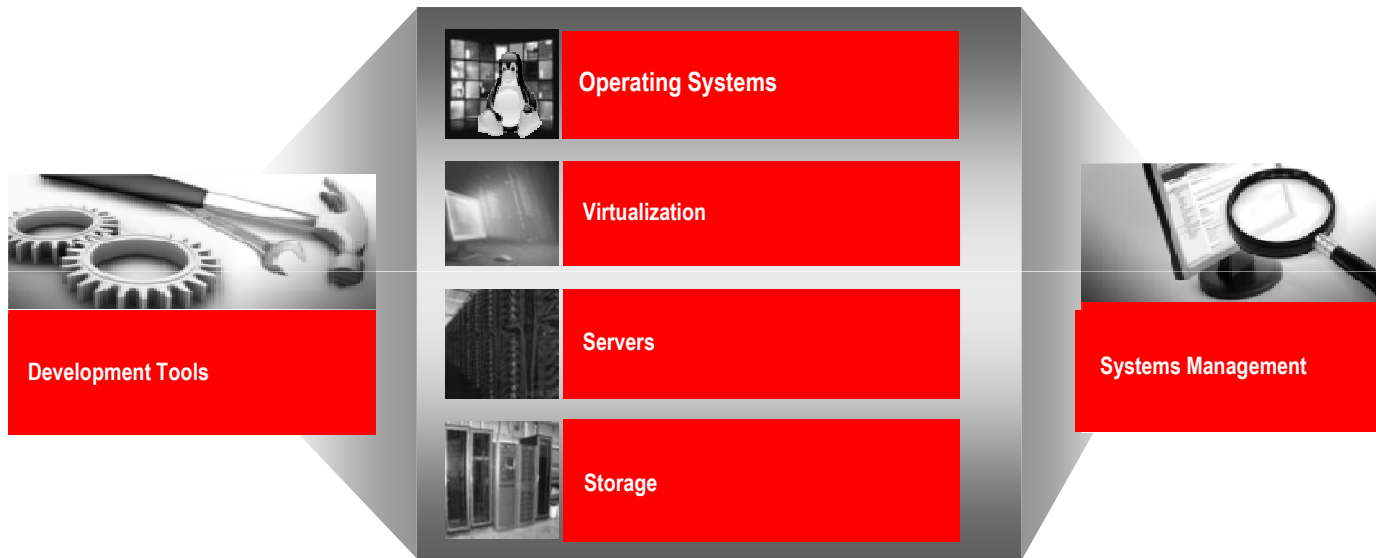 Operating Systems
Virtualization
Servers
Storage
Development Tools
Systems Management